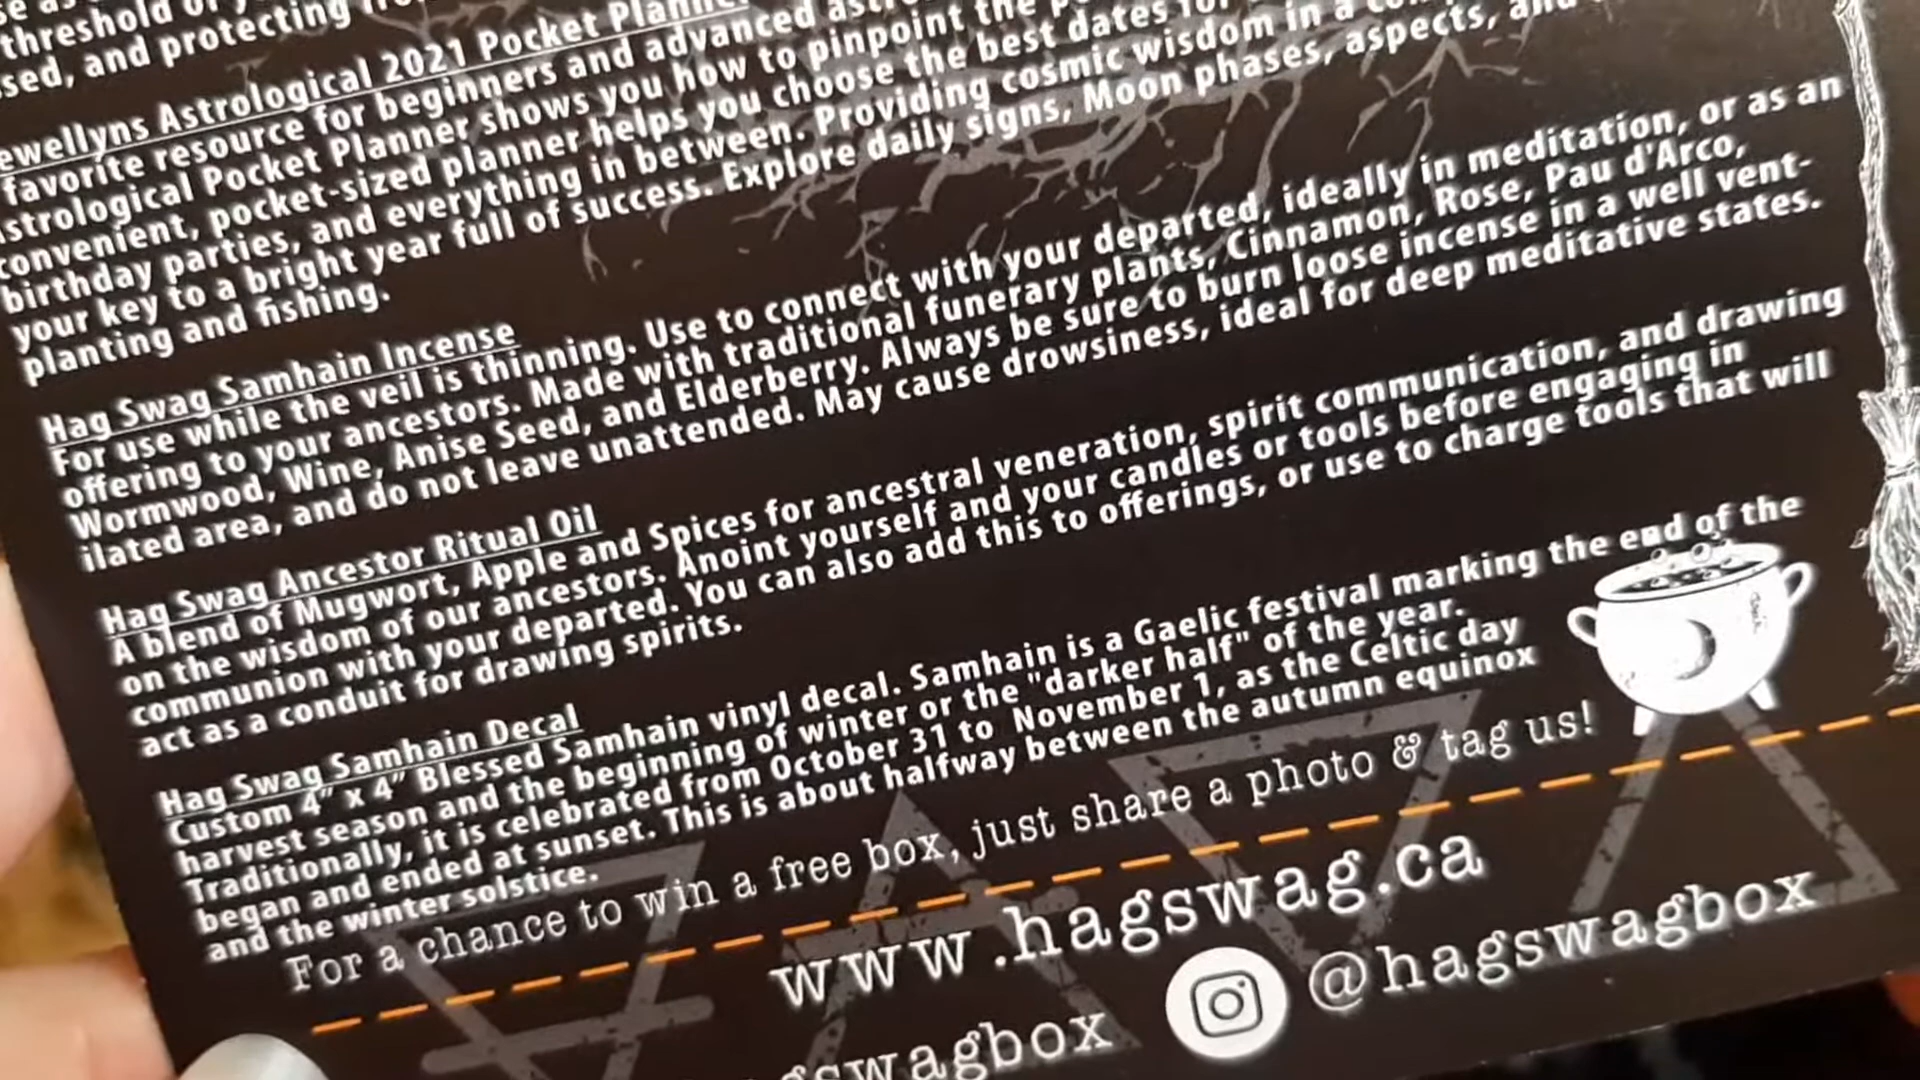 threshold of
sed, and protecting
ewellyns Astrological 2021 Pocket Planner
favorite resource for beginners and advanced
strological Pocket Planner shows you how to pinpoint the
convenient, pocket-sized planner helps you choose the best dates for
birthday parties, and everything in between. Providing cosmic wisdom in a
your key to a bright year full of success. Explore daily signs, Moon phases, aspects, and
planting and fishing.
Hag Swag Samhain Incense
For use while the veil is thinning. Use to connect with your departed, ideally in meditation, or as an
offering to your ancestors. Made with traditional funerary plants, Cinnamon, Rose, Pau d'Arco,
Wormwood, Wine, Anise Seed, and Elderberry. Always be sure to burn loose incense in a well vent-
ilated area, and do not leave unattended. May cause drowsiness, ideal for deep meditative states.
Hag Swag Ancestor Ritual Oil
A blend of Mugwort, Apple and Spices for ancestral veneration, spirit communication, and drawing
on the wisdom of our ancestors. Anoint yourself and your candles or tools before engaging in
communion with your departed. You can also add this to offerings, or use to charge tools that will
act as a conduit for drawing spirits.
Hag Swag Samhain Decal
Custom 4" x 4" Blessed Samhain vinyl decal. Samhain is a Gaelic festival marking the end of the
harvest season and the beginning of winter or the "darker half" of the year.
Traditionally, it is celebrated from October 31 to November 1, as the Celtic day
began and ended at sunset. This is about halfway between the autumn equinox
and the winter solstice.
For a chance to win a free box, just share a photo & tag us!
www.hagswag.ca
@hagswagbox
swagbox